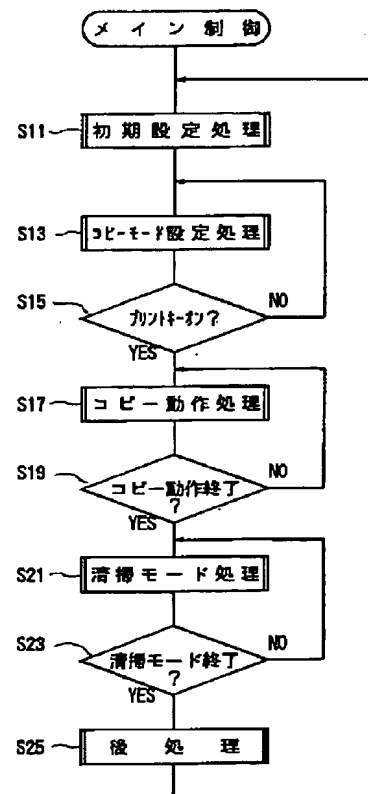 メイン制御
S11 初期設定処理
S13 コピーモード設定処理
S15 プリントキーオン?
NO
YES
S17 コピー動作処理
S19 コピー動作終了
?
NO
YES
S21 清掃モード処理
S23 清掃モード終了
?
NO
YES
S25 後処理